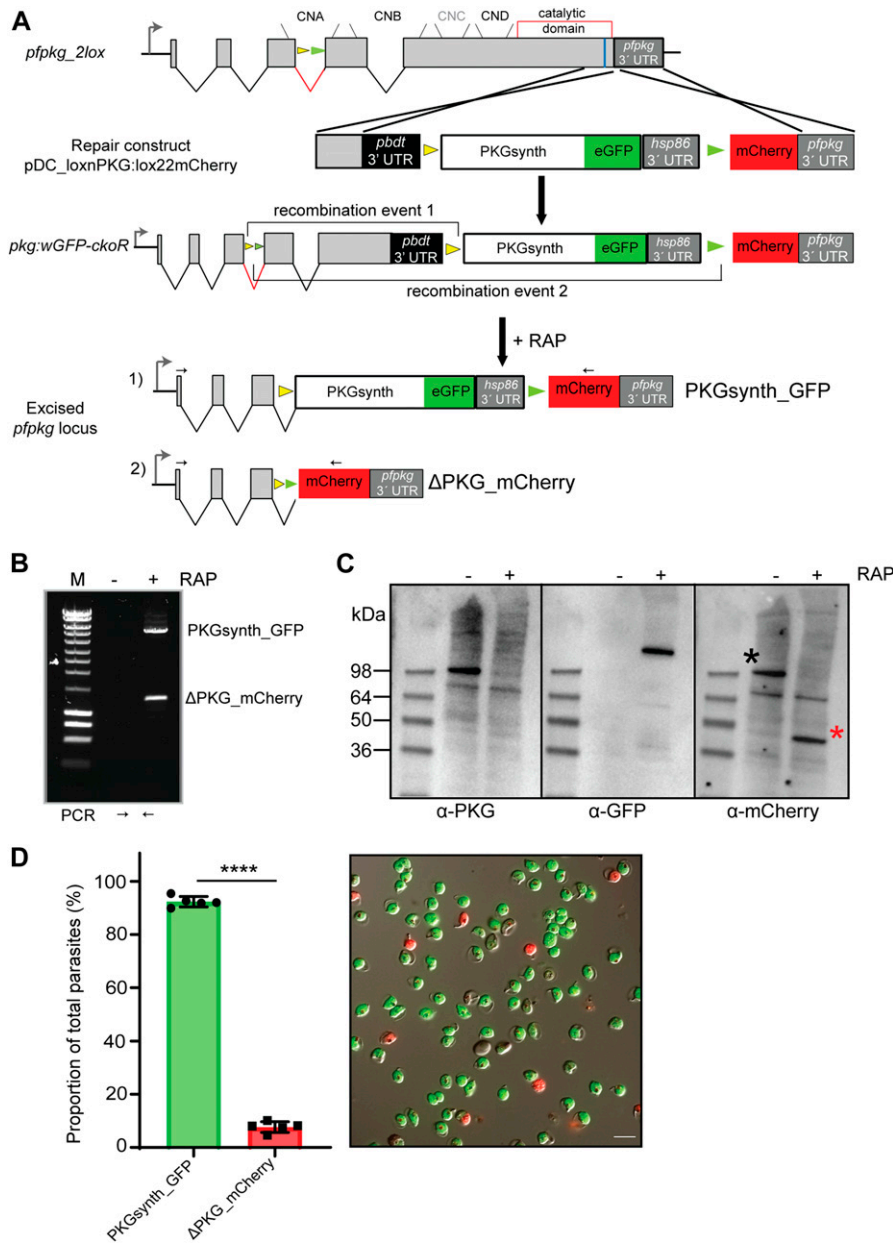 A
CNA CNB CNC CND catalytic
domain
pfpkg_2lox
pfpkg
3´ UTR
Repair construct
pDC_loxnPKG:lox22mCherry
pbdt
3’ UTR
PKGsynth
eGFP
hsp86
3´ UTR
mCherry
pfpkg
3´ UTR
recombination event 1
pkg:wGFP-ckoR
pbdt
3´ UTR
PKGsynth
eGFP
hsp86
3´ UTR
mCherry
pfpkg
3´ UTR
recombination event 2
+ RAP
Excised
pfpkg locus
1)
PKGsynth
eGFP
hsp86
3´ UTR
mCherry
pfpkg
3´ UTR
PKGsynth_GFP
2)
mCherry
pfpkg
3´ UTR
ΔPKG_mCherry
B
M - + RAP
PKGsynth_GFP
ΔPKG_mCherry
PCR → ←
C
- + - + - + RAP
kDa
98
64
50
36
*
*
α-PKG α-GFP α-mCherry
D
Proportion of total parasites (%)
100
80
60
40
20
0
****
PKGsynth_GFP
ΔPKG_mCherry